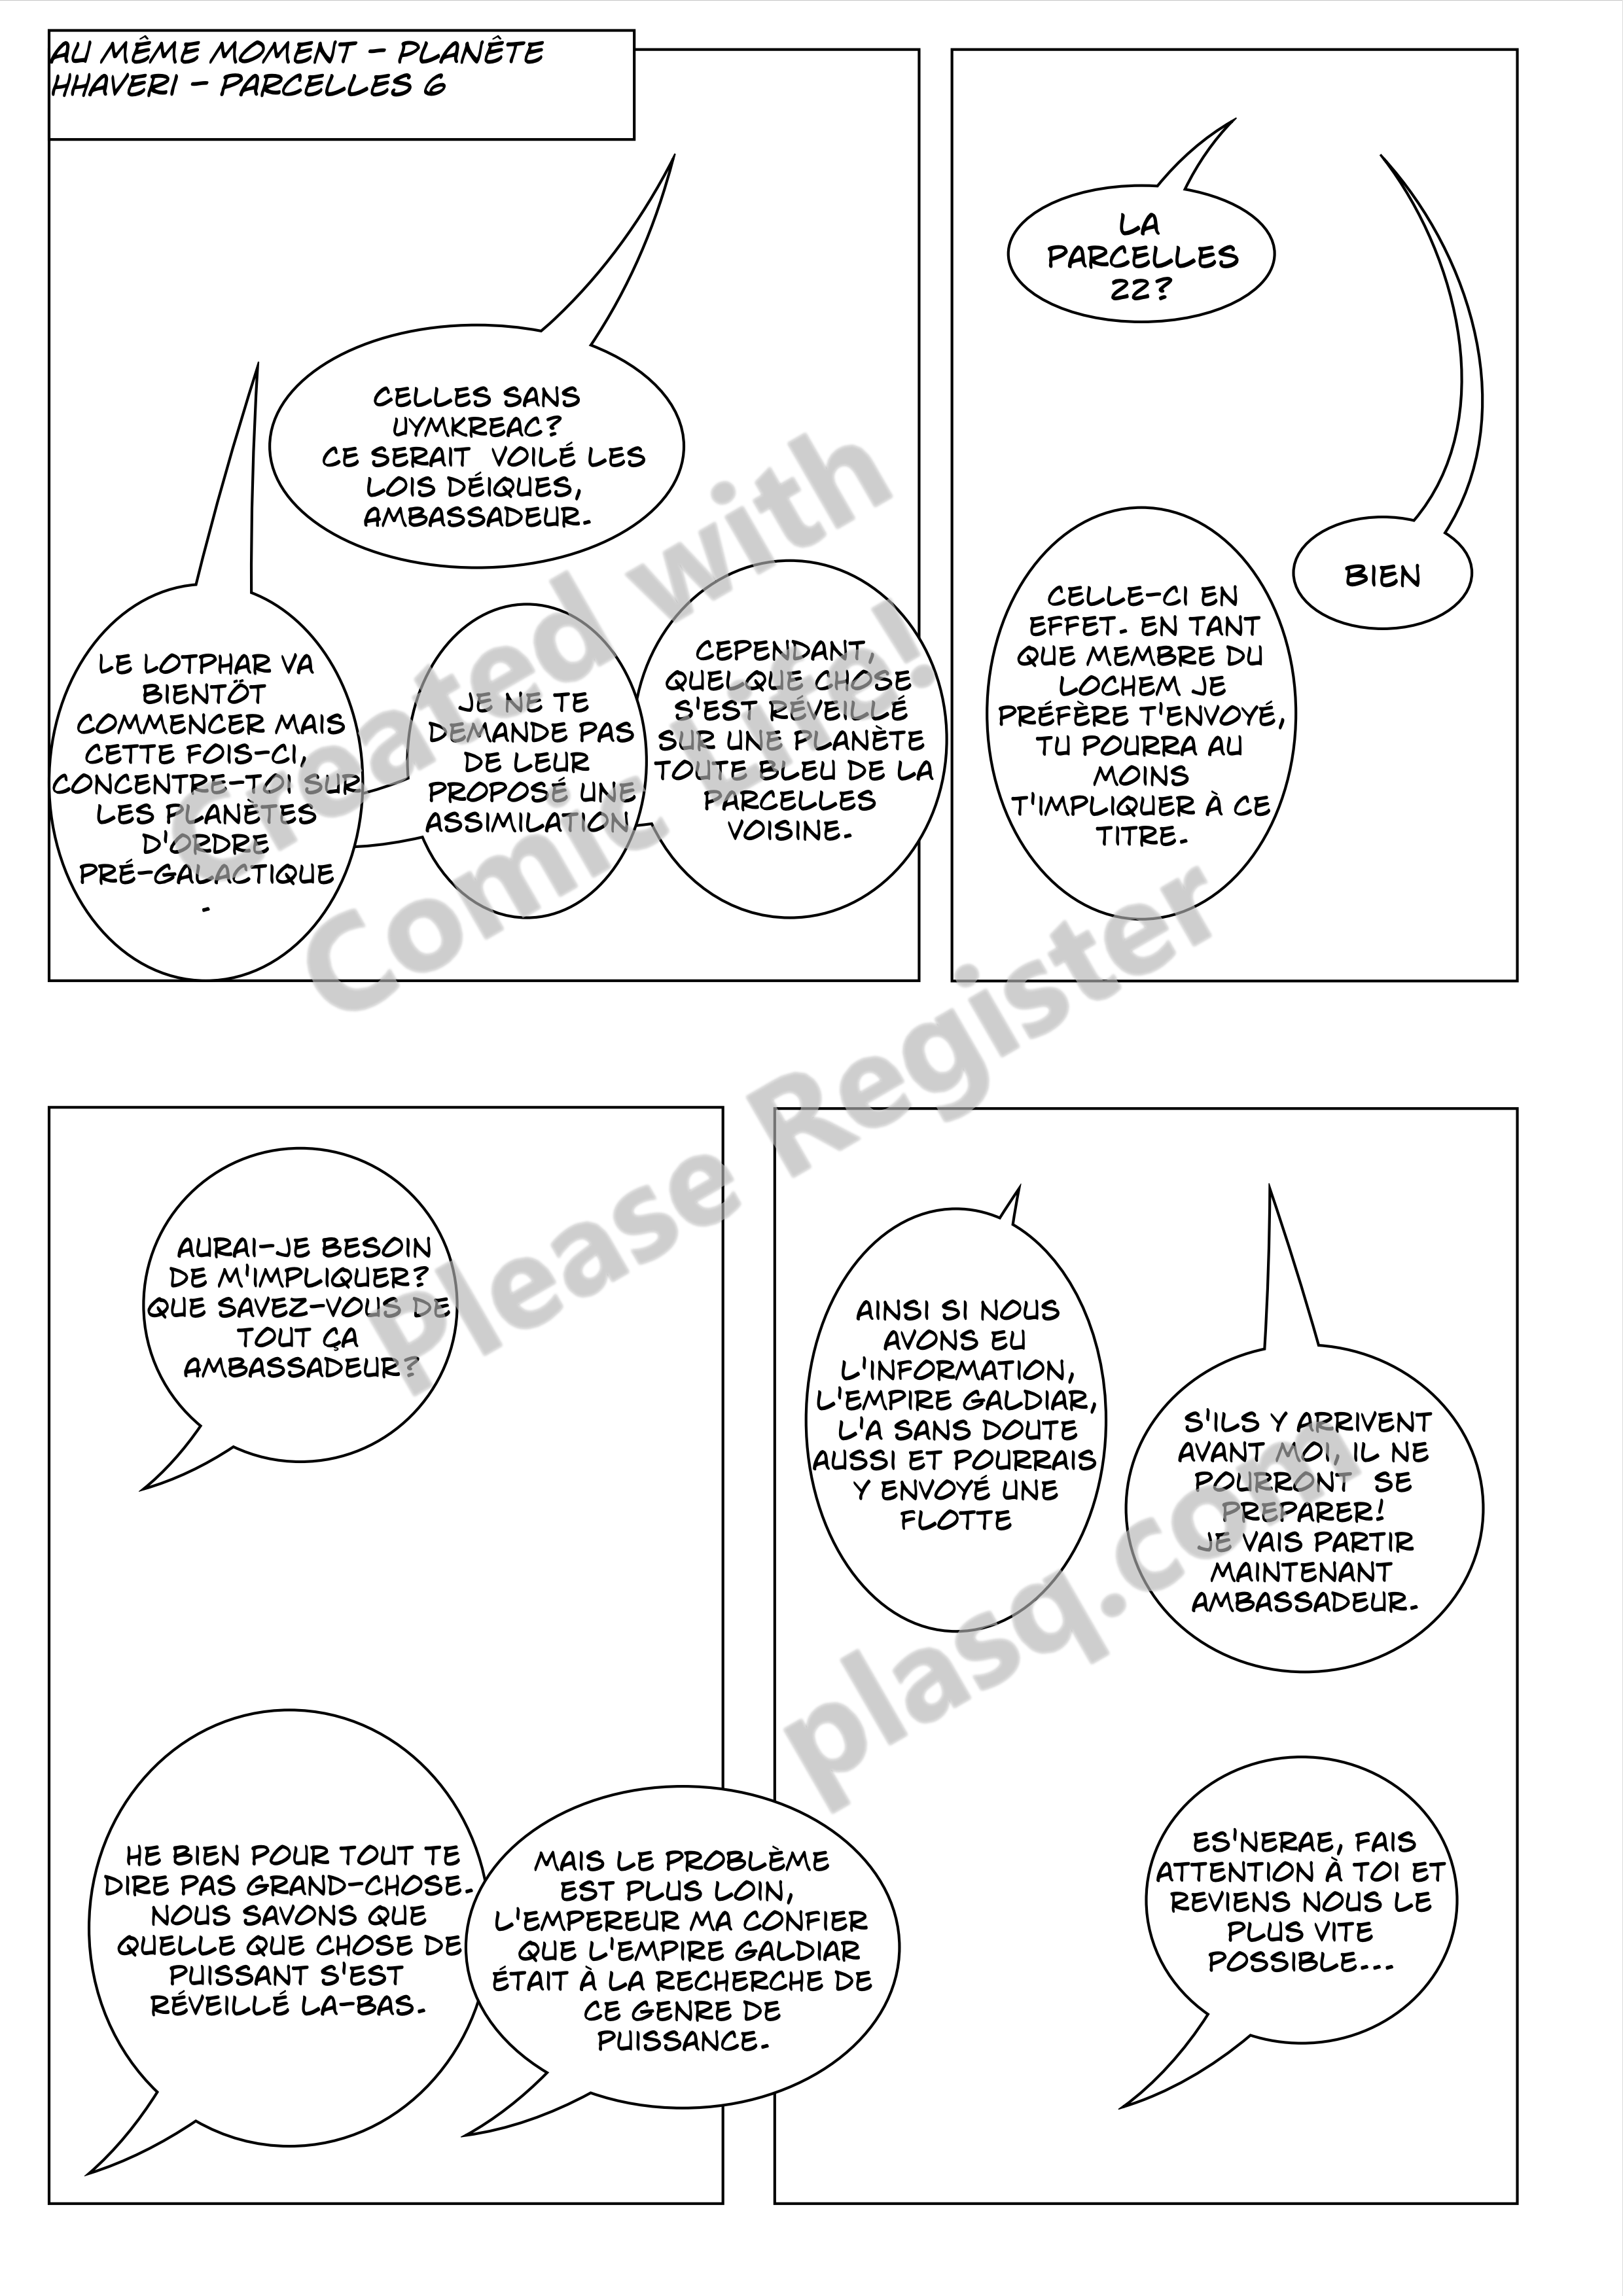 AU MÊME MOMENT - PLANÊTE
HHAVERI - PARCELLES 6
LE LOTPHAR VA
BIENTÖT
COMMENCER MAIS
CETTE FOIS-CI,
CONCENTRE-TOI SUR
LES PLANÈTES
D'ORDRE
PRÉ-GALACTIQUE
.
CELLES SANS
UYMKREAC?
CE SERAIT VOILÉ LES
LOIS DÉIQUES,
AMBASSADEUR.
JE NE TE
DEMANDE PAS
DE LEUR
PROPOSÉ UNE
ASSIMILATION.
CEPENDANT,
QUELQUE CHOSE
S'EST RÉVEILLÉ
SUR UNE PLANÈTE
TOUTE BLEU DE LA
PARCELLES
VOISINE.
LA
PARCELLES
22?
CELLE-CI EN
EFFET. EN TANT
QUE MEMBRE DU
LOCHEM JE
PRÉFÈRE T'ENVOYÉ,
TU POURRA AU
MOINS
T'IMPLIQUER À CE
TITRE.
BIEN
AURAI-JE BESOIN
DE M'IMPLIQUER?
QUE SAVEZ-VOUS DE
TOUT ÇA
AMBASSADEUR?
HE BIEN POUR TOUT TE
DIRE PAS GRAND-CHOSE.
NOUS SAVONS QUE
QUELLE QUE CHOSE DE
PUISSANT S'EST
RÉVEILLÉ LA-BAS.
MAIS LE PROBLÈME
EST PLUS LOIN,
L'EMPEREUR MA CONFIER
QUE L'EMPIRE GALDIAR
ÉTAIT À LA RECHERCHE DE
CE GENRE DE
PUISSANCE.
AINSI SI NOUS
AVONS EU
L'INFORMATION,
L'EMPIRE GALDIAR,
L'A SANS DOUTE
AUSSI ET POURRAIS
Y ENVOYÉ UNE
FLOTTE
S'ILS Y ARRIVENT
AVANT MOI, IL NE
POURRONT SE
PREPARER!
JE VAIS PARTIR
MAINTENANT
AMBASSADEUR.
ES'NERAE, FAIS
ATTENTION À TOI ET
REVIENS NOUS LE
PLUS VITE
POSSIBLE...
Created with
Comic Life!
Please Register
plasq.com